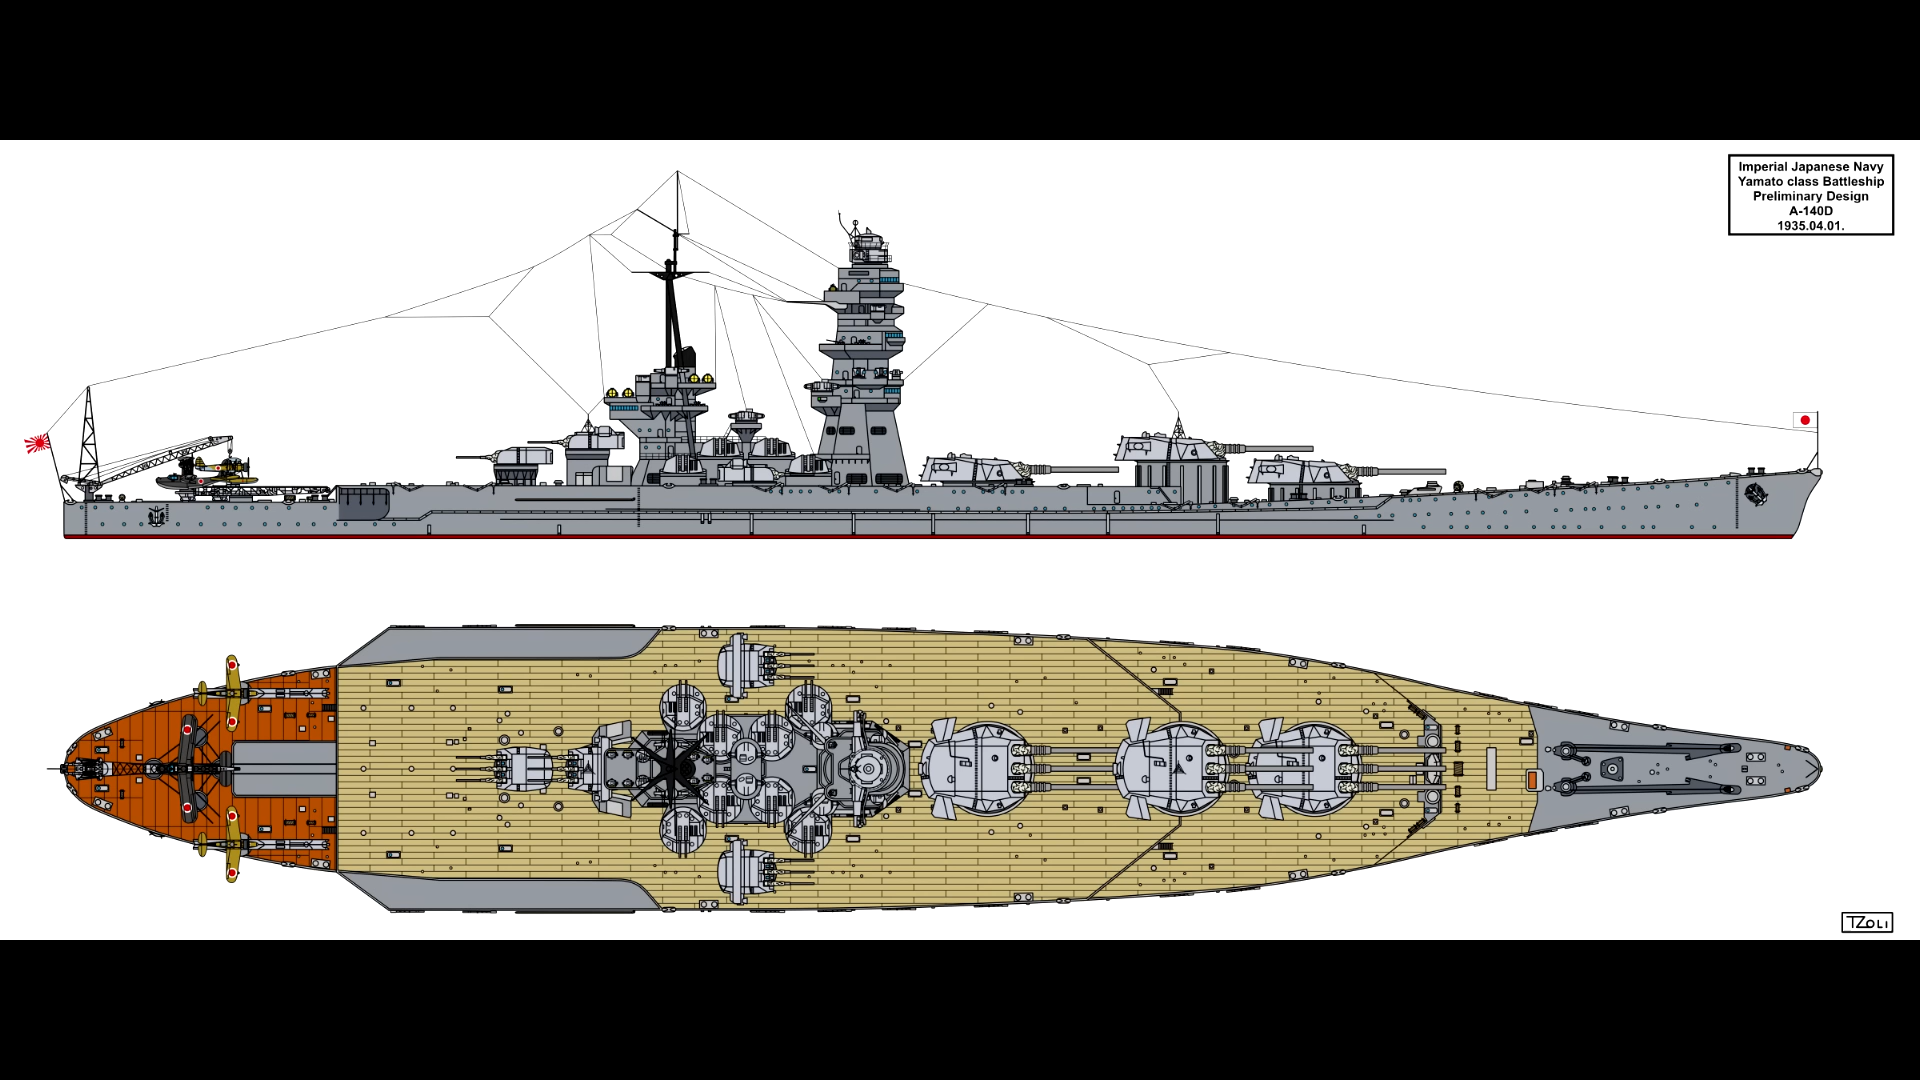 Imperial Japanese Navy
Yamato class Battleship
Preliminary Design
A-140D
1935.04.01.
TZOLI